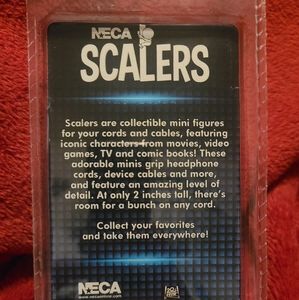 NECA
SCALERS
Scalers are collectible mini figures
for your cords and cables, featuring
iconic characters from movies, video
games, TV and comic books! These
adorable minis grip headphone
cords, device cables and more,
and feature an amazing level of
detail. At only 2 inches tall, there's
room for a bunch on any cord.
Collect your favorites
and take them everywhere!
NECA
www.necaonline.com